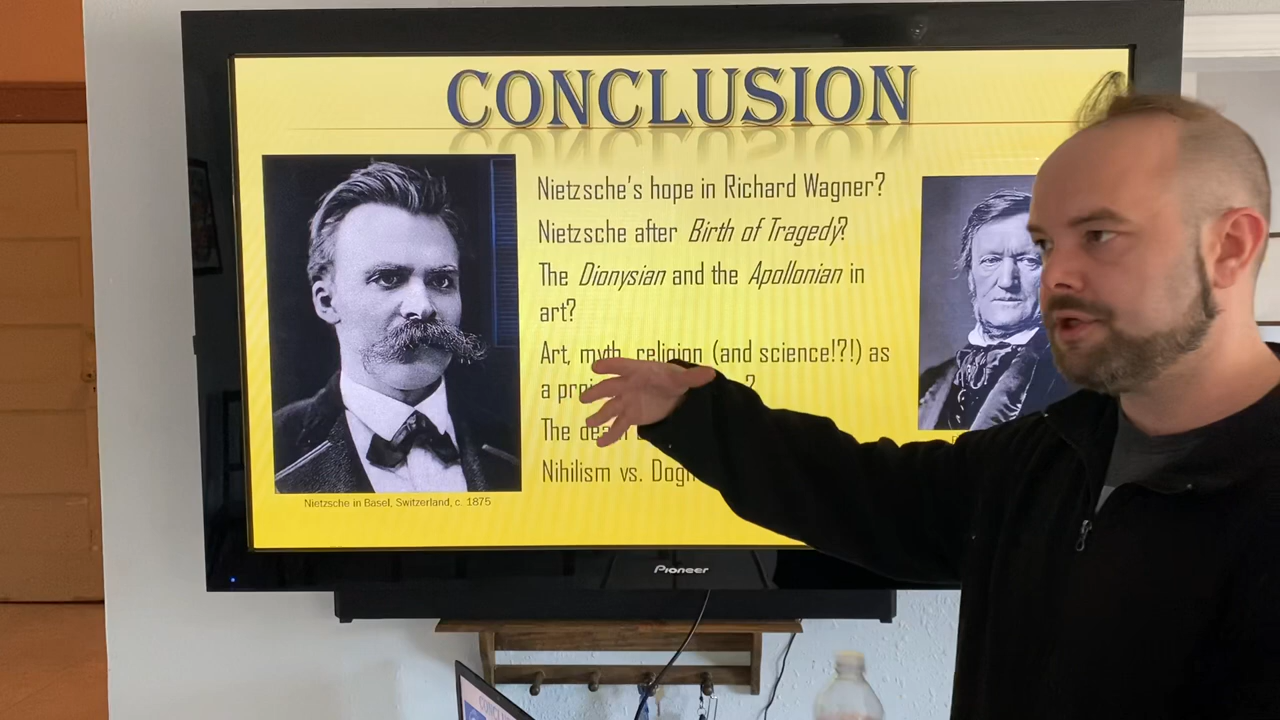 CONCLUSION
Nietzsche's hope in Richard Wagner?
Nietzsche after Birth of Tragedy?
The Dionysian and the Apollonian in
art?
Art, myth, religion (and science!?!) as
a ?
The
Nihilism vs.
Nietzsche in Basel, Switzerland, c. 1875
Pioneer